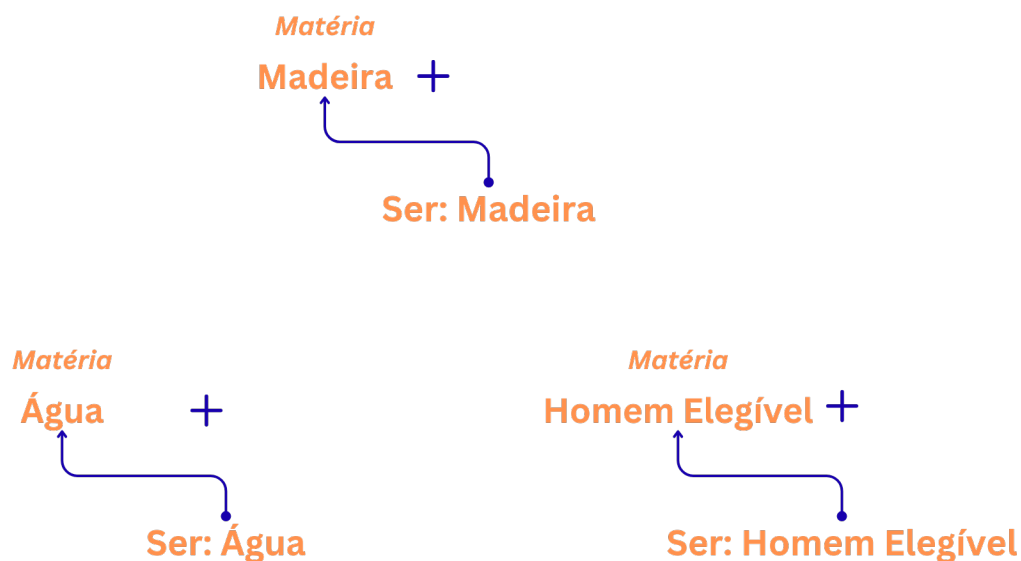 Matéria
Madeira +
Ser: Madeira
Matéria
Água +
Ser: Água
Matéria
Homem Elegível +
Ser: Homem Elegível